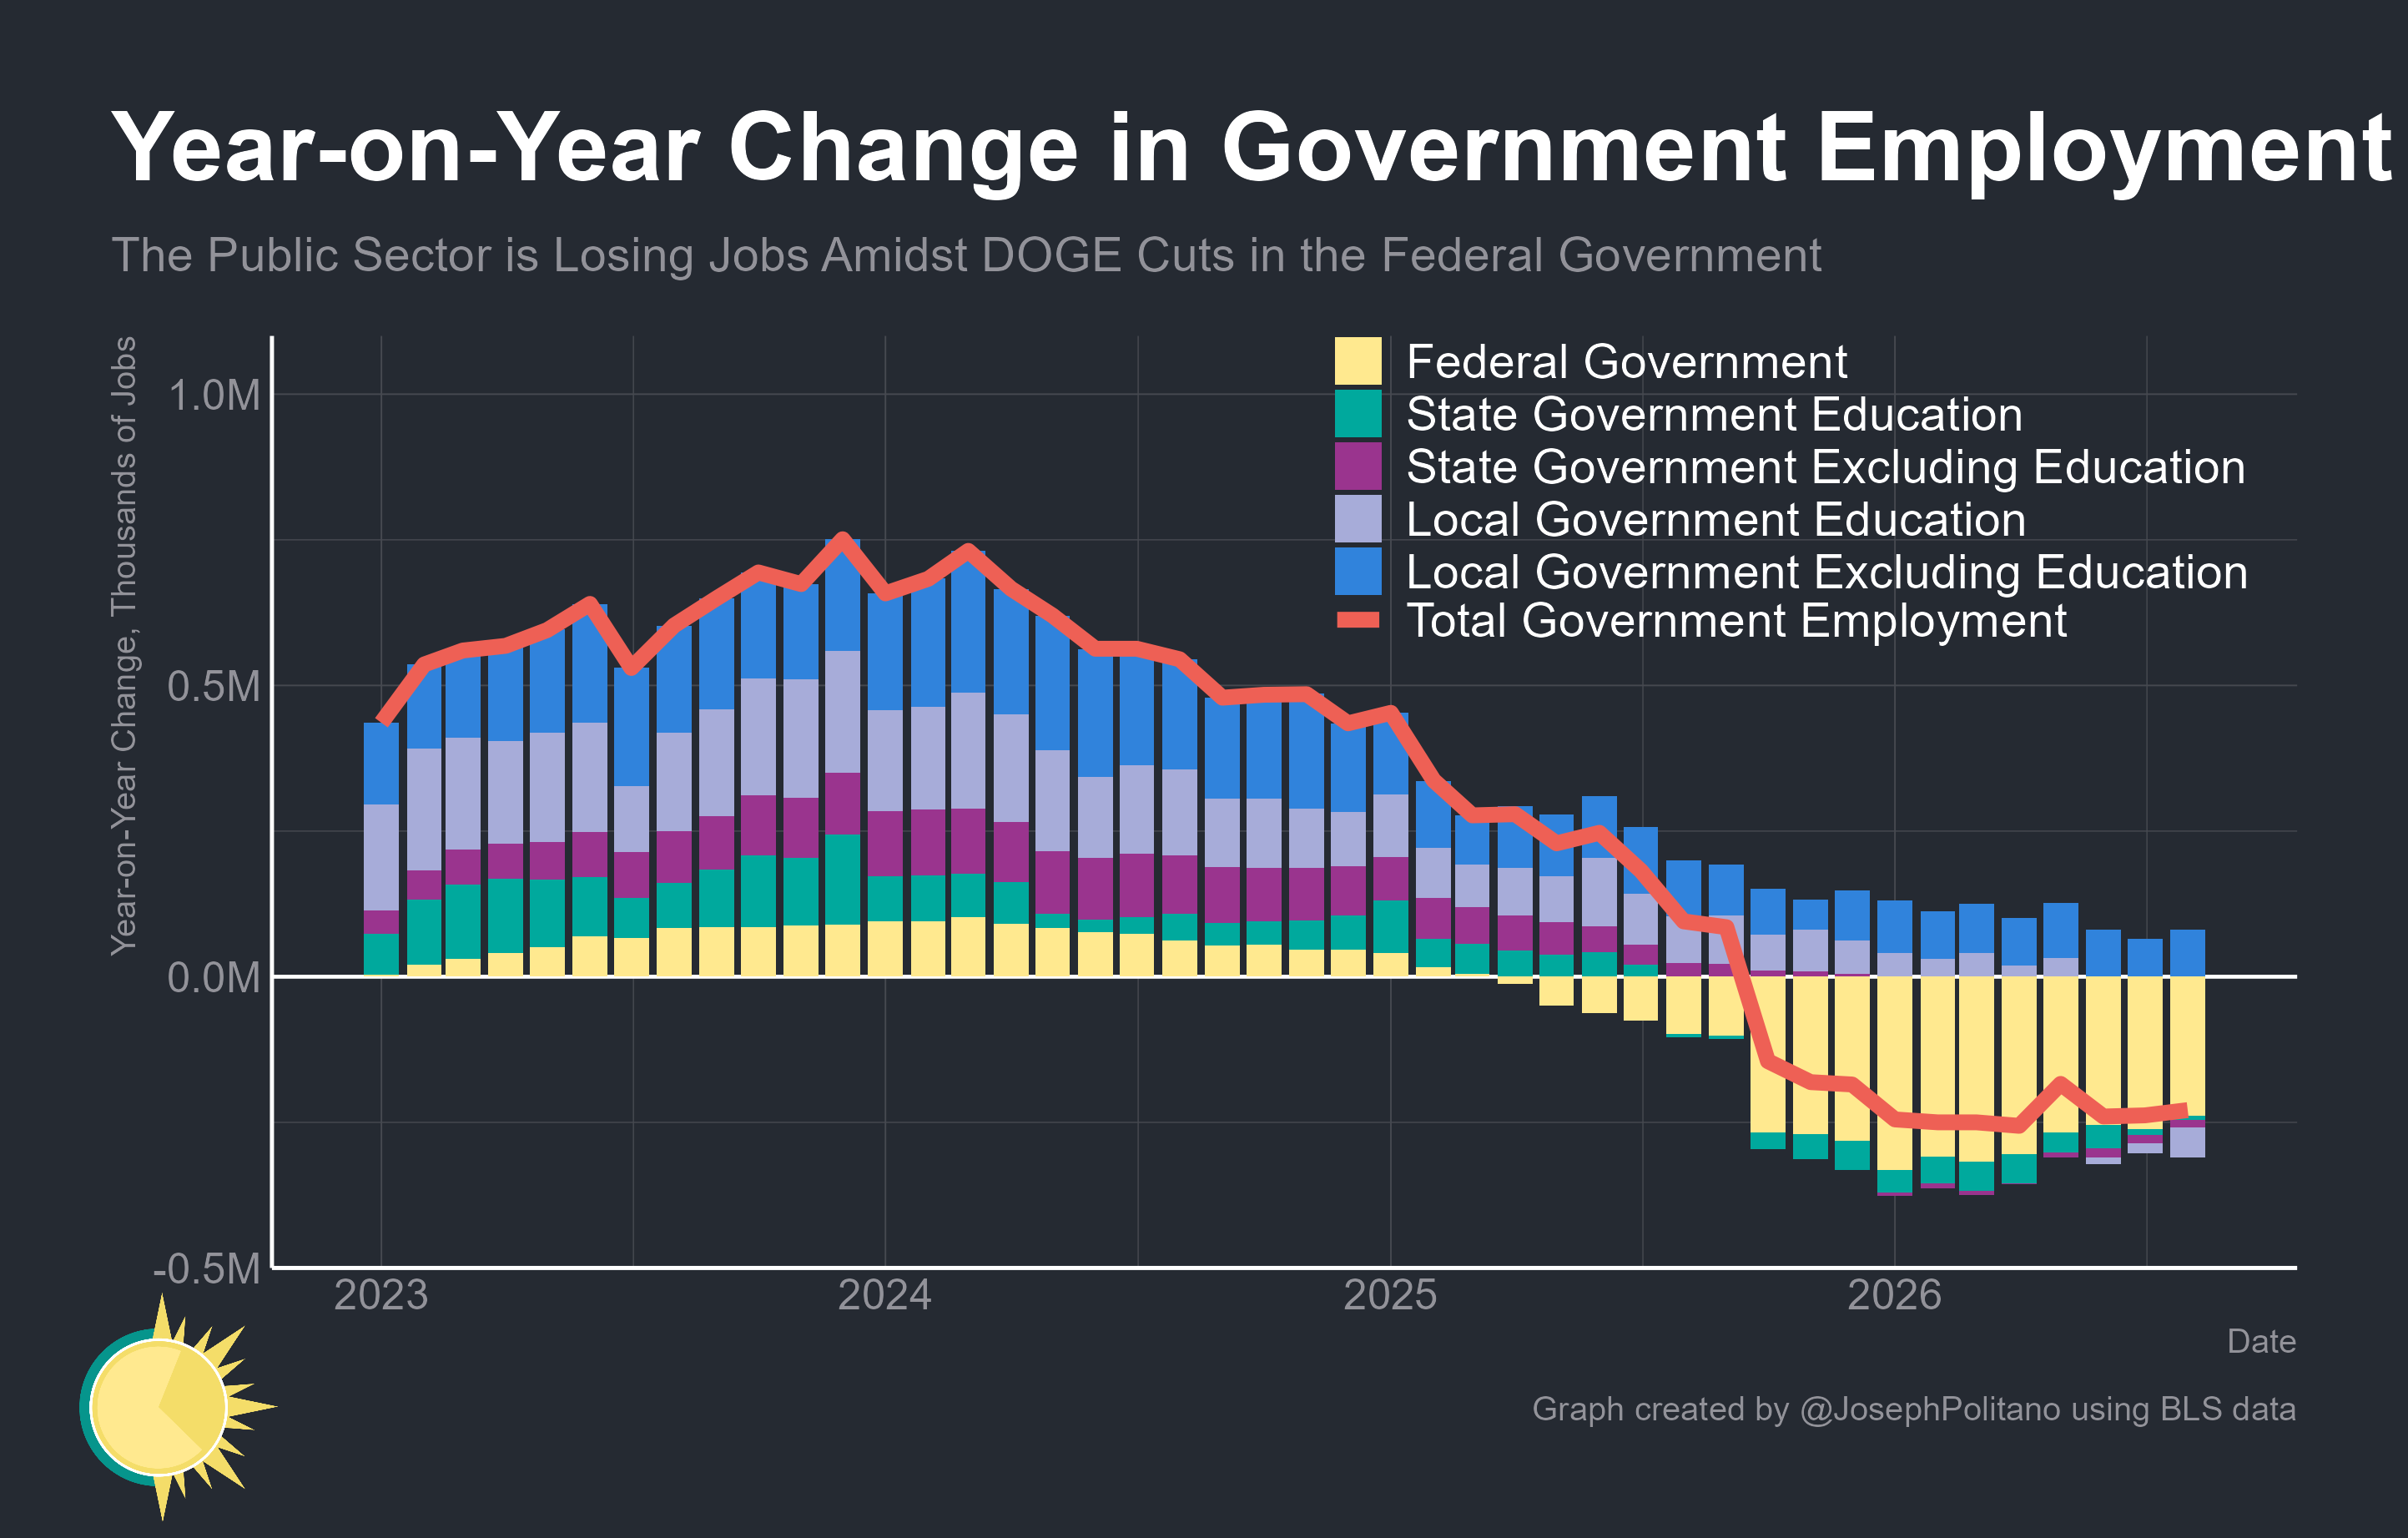 Year-on-Year Change in Government Employment
The Public Sector is Losing Jobs Amidst DOGE Cuts in the Federal Government
Year-on-Year Change, Thousands of Jobs
1.0M
0.5M
0.0M
-0.5M
Federal Government
State Government Education
State Government Excluding Education
Local Government Education
Local Government Excluding Education
Total Government Employment
2023
2024
2025
2026
Date
Graph created by @JosephPolitano using BLS data